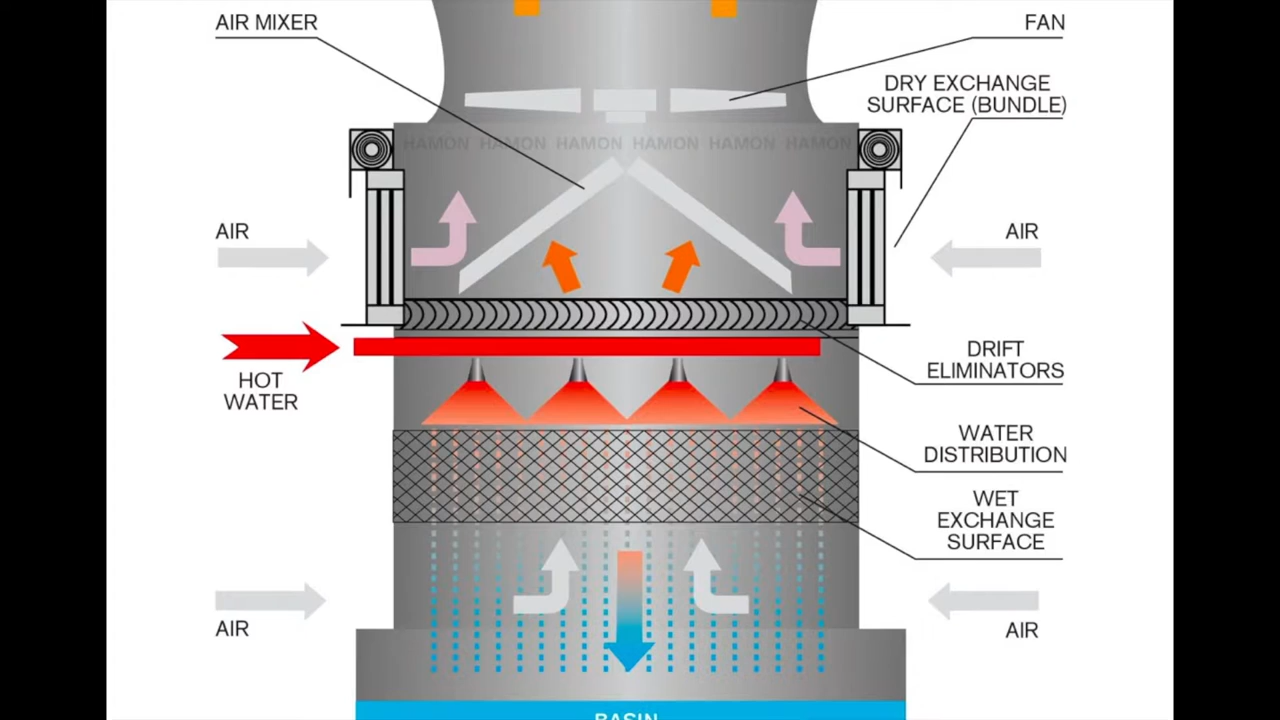 AIR MIXER
FAN
DRY EXCHANGE
SURFACE (BUNDLE)
HAMON HAMON HAMON HAMON HAMON HAMON
AIR
AIR
HOT
WATER
DRIFT
ELIMINATORS
WATER
DISTRIBUTION
WET
EXCHANGE
SURFACE
AIR
AIR
BASIN